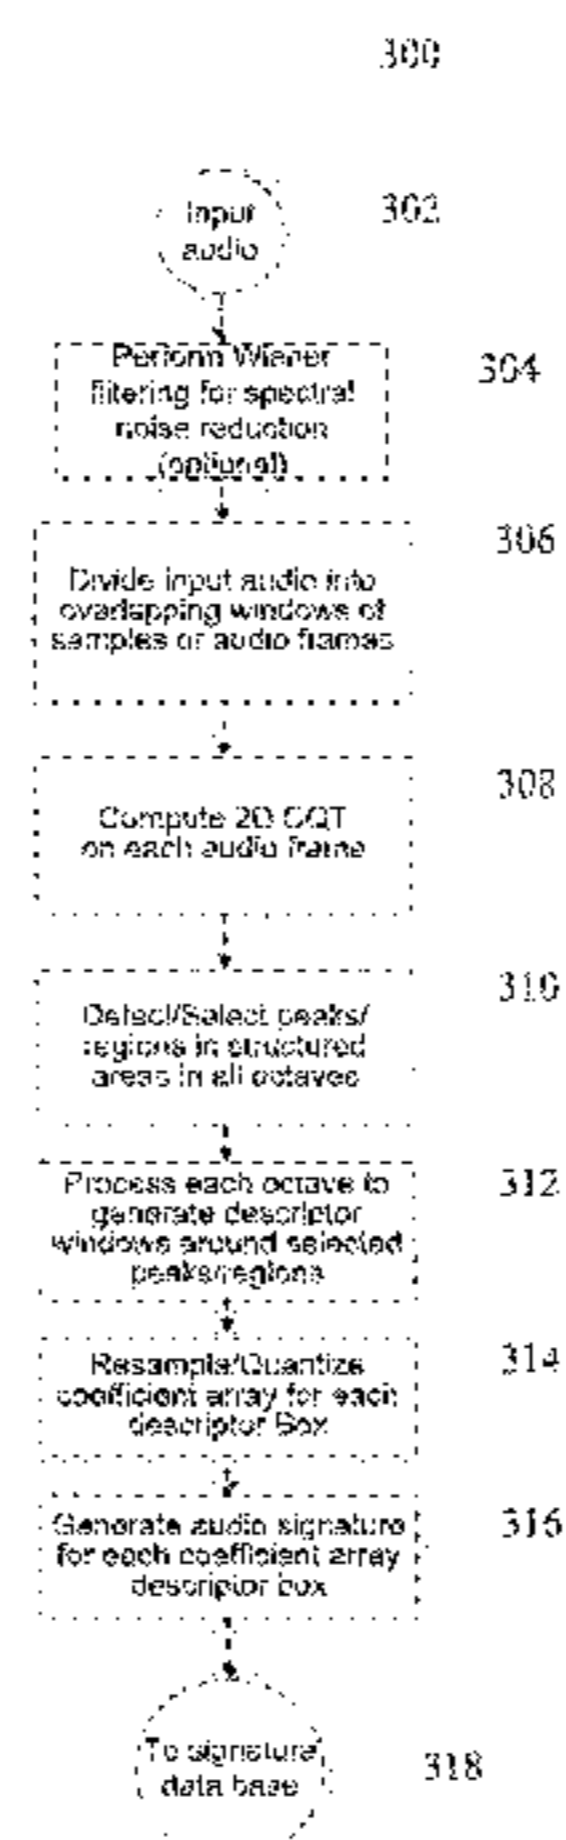 300
302
Input
audio
304
Perform Wiener
filtering for spectral
noise reduction
(optional)
306
Divide input audio into
overlapping windows of
samples or audio frames
308
Compute 2D CQT
on each audio frame
310
Detect/Select peaks/
regions in structured
areas in all octaves
312
Process each octave to
generate descriptor
windows around selected
peaks/regions
314
Resample/Quantize
coefficient array for each
descriptor Box
316
Generate audio signature
for each coefficient array
descriptor box
318
To signature
data base